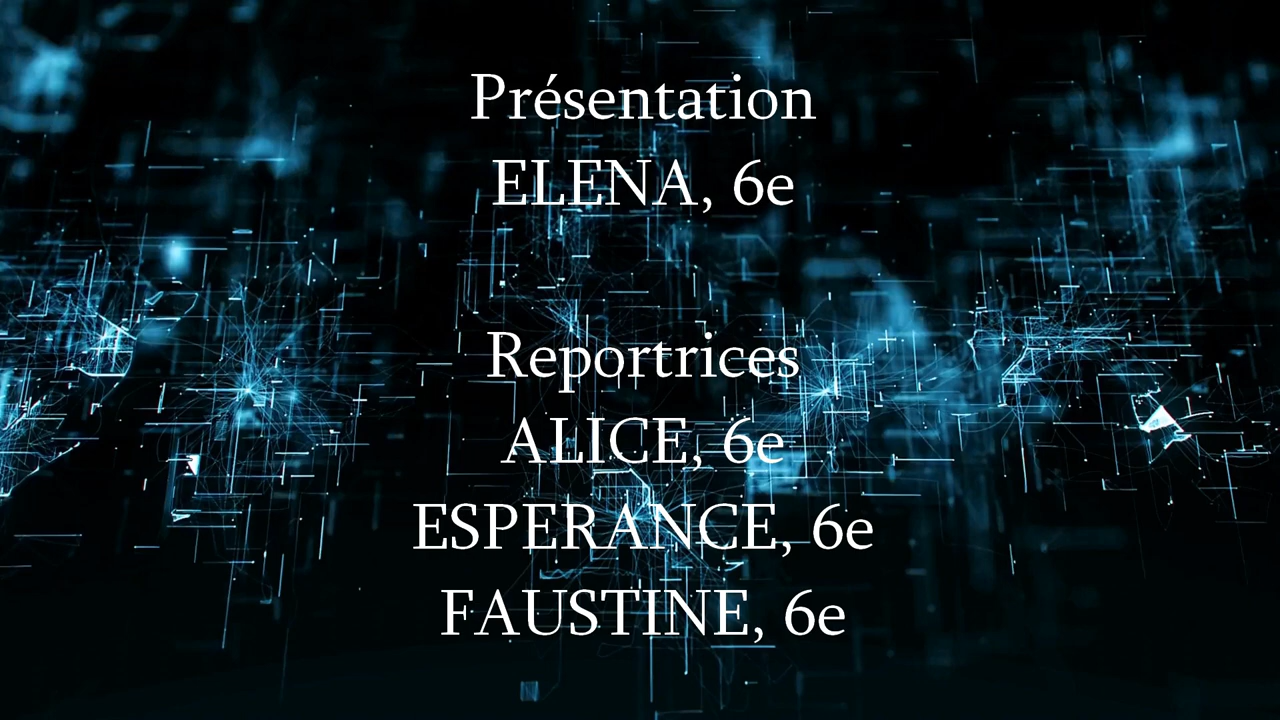 Présentation
ELENA, 6e
Reportrices
ALICE, 6e
ESPERANCE, 6e
FAUSTINE, 6e